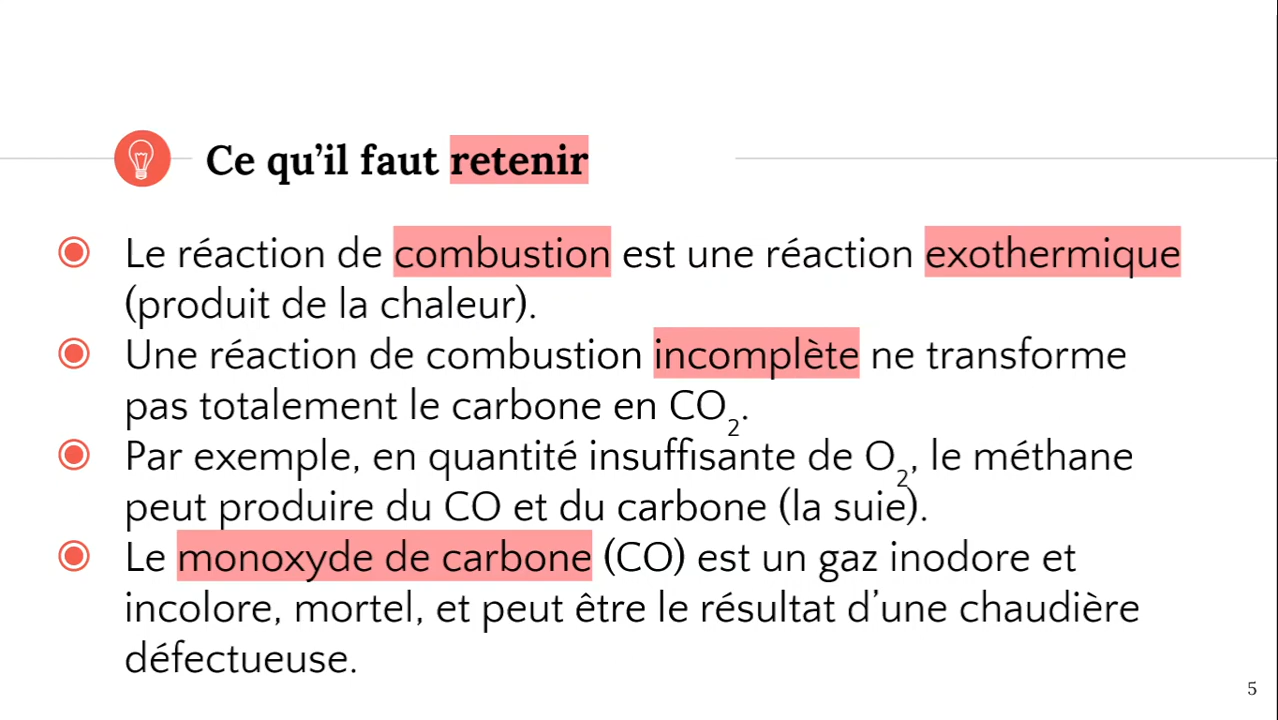 Ce qu’il faut retenir
Le réaction de combustion est une réaction exothermique
(produit de la chaleur).
Une réaction de combustion incomplète ne transforme
pas totalement le carbone en CO₂.
Par exemple, en quantité insuffisante de O₂, le méthane
peut produire du CO et du carbone (la suie).
Le monoxyde de carbone (CO) est un gaz inodore et
incolore, mortel, et peut être le résultat d’une chaudière
défectueuse.
5